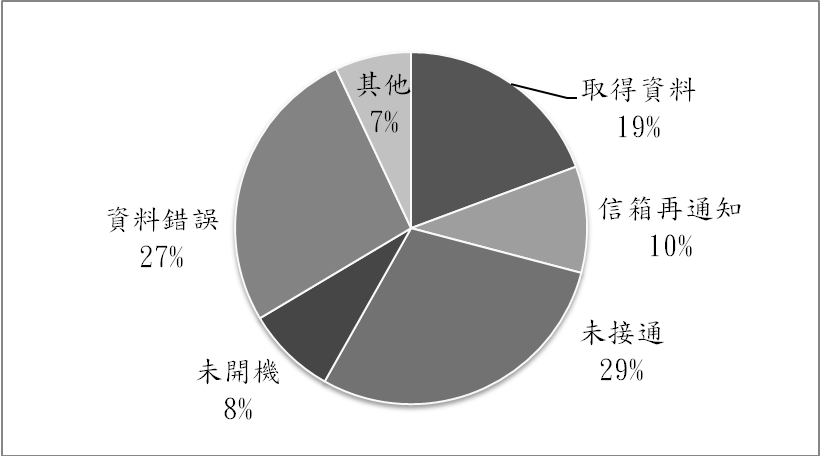 其他
7%
取得資料
19%
信箱再通知
10%
未接通
29%
未開機
8%
資料錯誤
27%